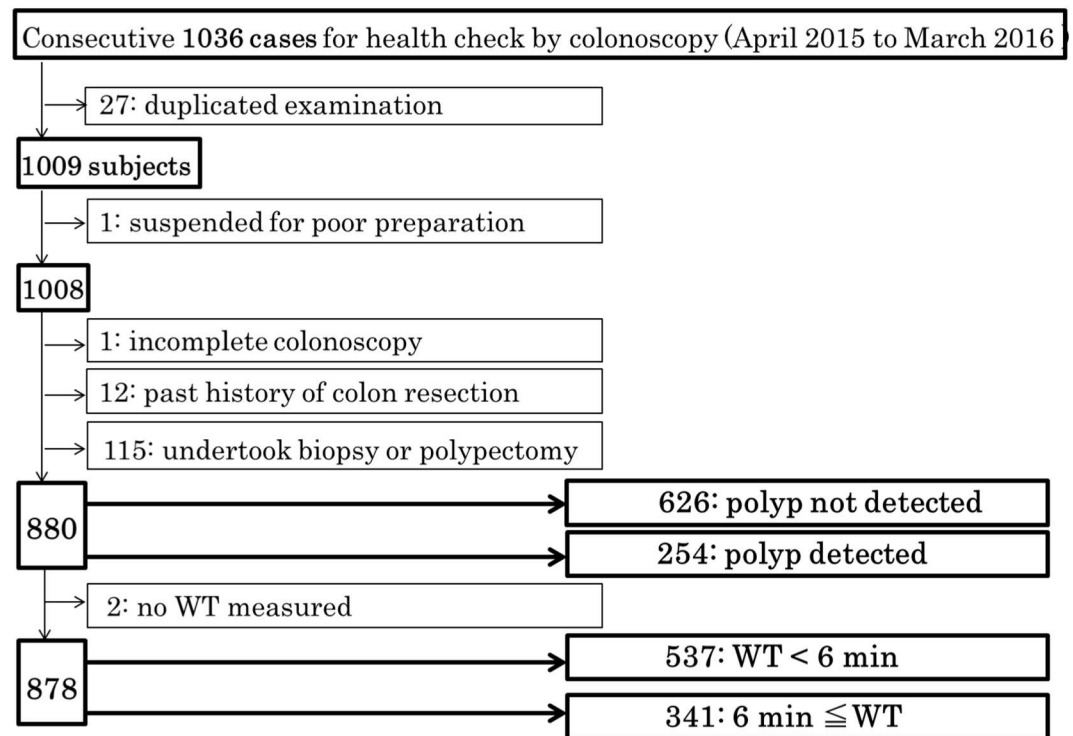 Consecutive 1036 cases for health check by colonoscopy (April 2015 to March 2016)
27: duplicated examination
1009 subjects
1: suspended for poor preparation
1008
1: incomplete colonoscopy
12: past history of colon resection
115: undertook biopsy or polypectomy
880
626: polyp not detected
254: polyp detected
2: no WT measured
878
537: WT < 6 min
341: 6 min ≦WT